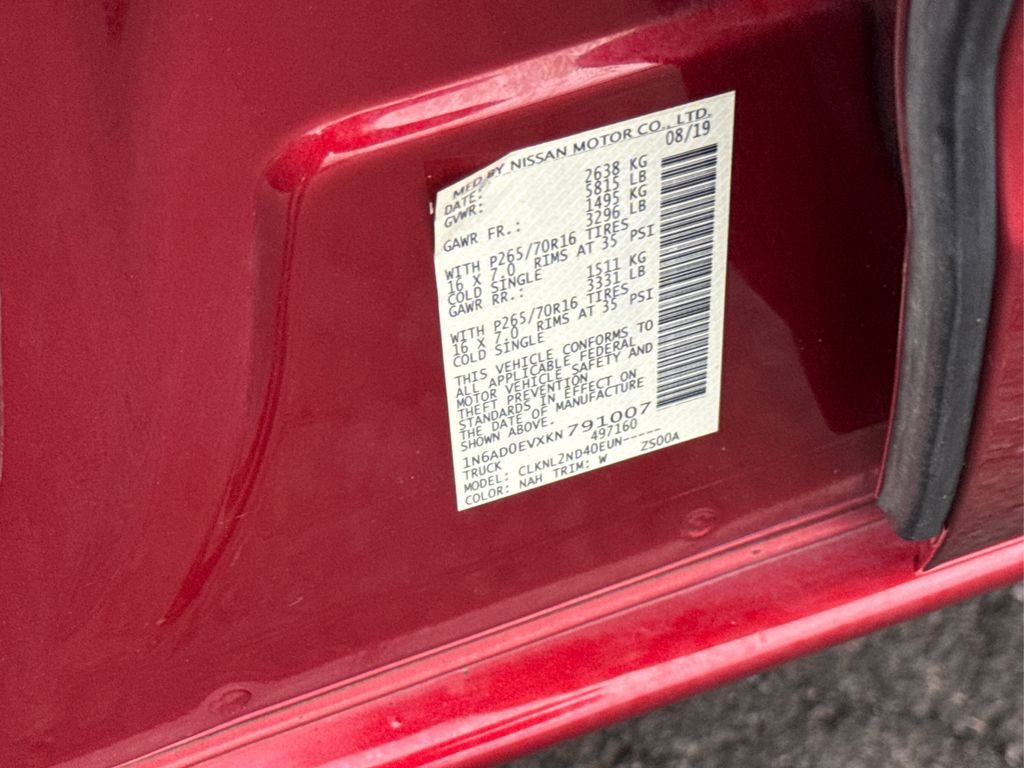 MFD BY NISSAN MOTOR CO., LTD.
DATE: 08/19
GVWR: 2638 KG
5815 LB
GAWR FR.: 1495 KG
3296 LB
WITH P265/70R16 TIRES
16 X 7.0 RIMS AT 35 PSI
COLD SINGLE
GAWR RR.: 1511 KG
3331 LB
WITH P265/70R16 TIRES
16 X 7.0 RIMS AT 35 PSI
COLD SINGLE
THIS VEHICLE CONFORMS TO
ALL APPLICABLE FEDERAL
MOTOR VEHICLE SAFETY AND
THEFT PREVENTION
STANDARDS IN EFFECT ON
THE DATE OF MANUFACTURE
SHOWN ABOVE.
1N6AD0EVXKN791007
TRUCK 497160
MODEL: CLKNL2ND40EUN-----
COLOR: NAH TRIM: W ZS00A